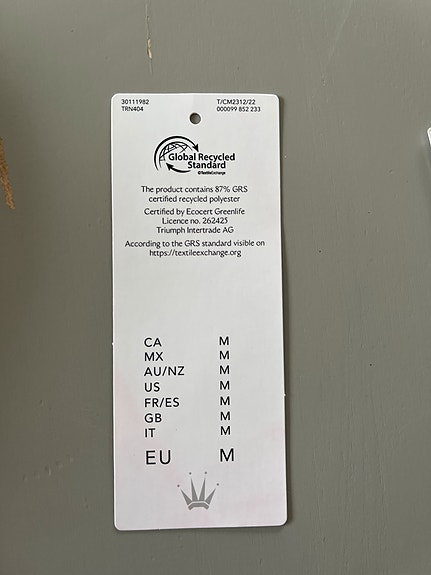 30111982 T/CM2312/22
TRN404 000099 852 233
Global Recycled
Standard
©TextileExchange
The product contains 87% GRS
certified recycled polyester
Certified by Ecocert Greenlife
Licence no. 262425
Triumph Intertrade AG
According to the GRS standard visible on
https://textileexchange.org
CA M
MX M
AU/NZ M
US M
FR/ES M
GB M
IT M
EU M